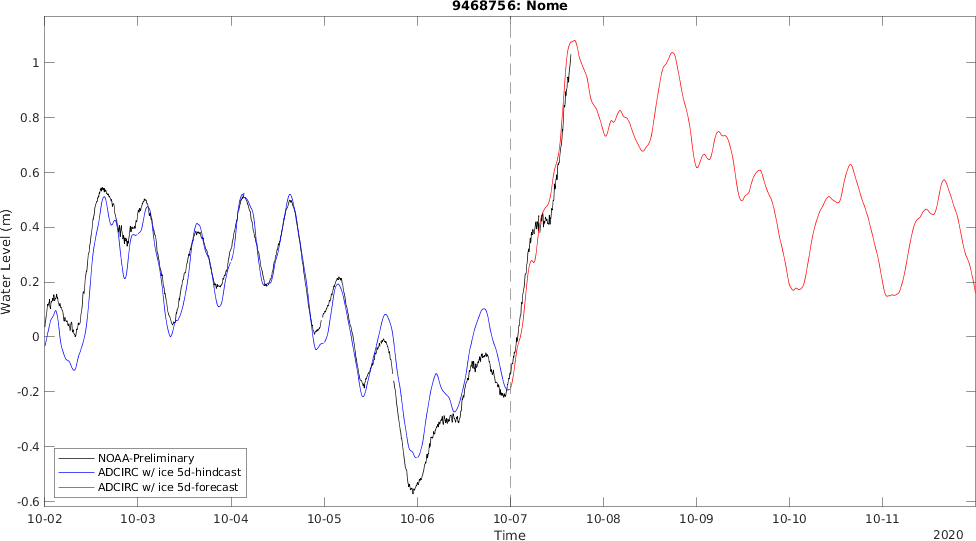 9468756: Nome
Water Level (m)
1
0.8
0.6
0.4
0.2
0
-0.2
-0.4
-0.6
NOAA-Preliminary
ADCIRC w/ ice 5d-hindcast
ADCIRC w/ ice 5d-forecast
10-02 10-03 10-04 10-05 10-06 10-07 10-08 10-09 10-10 10-11
Time
2020